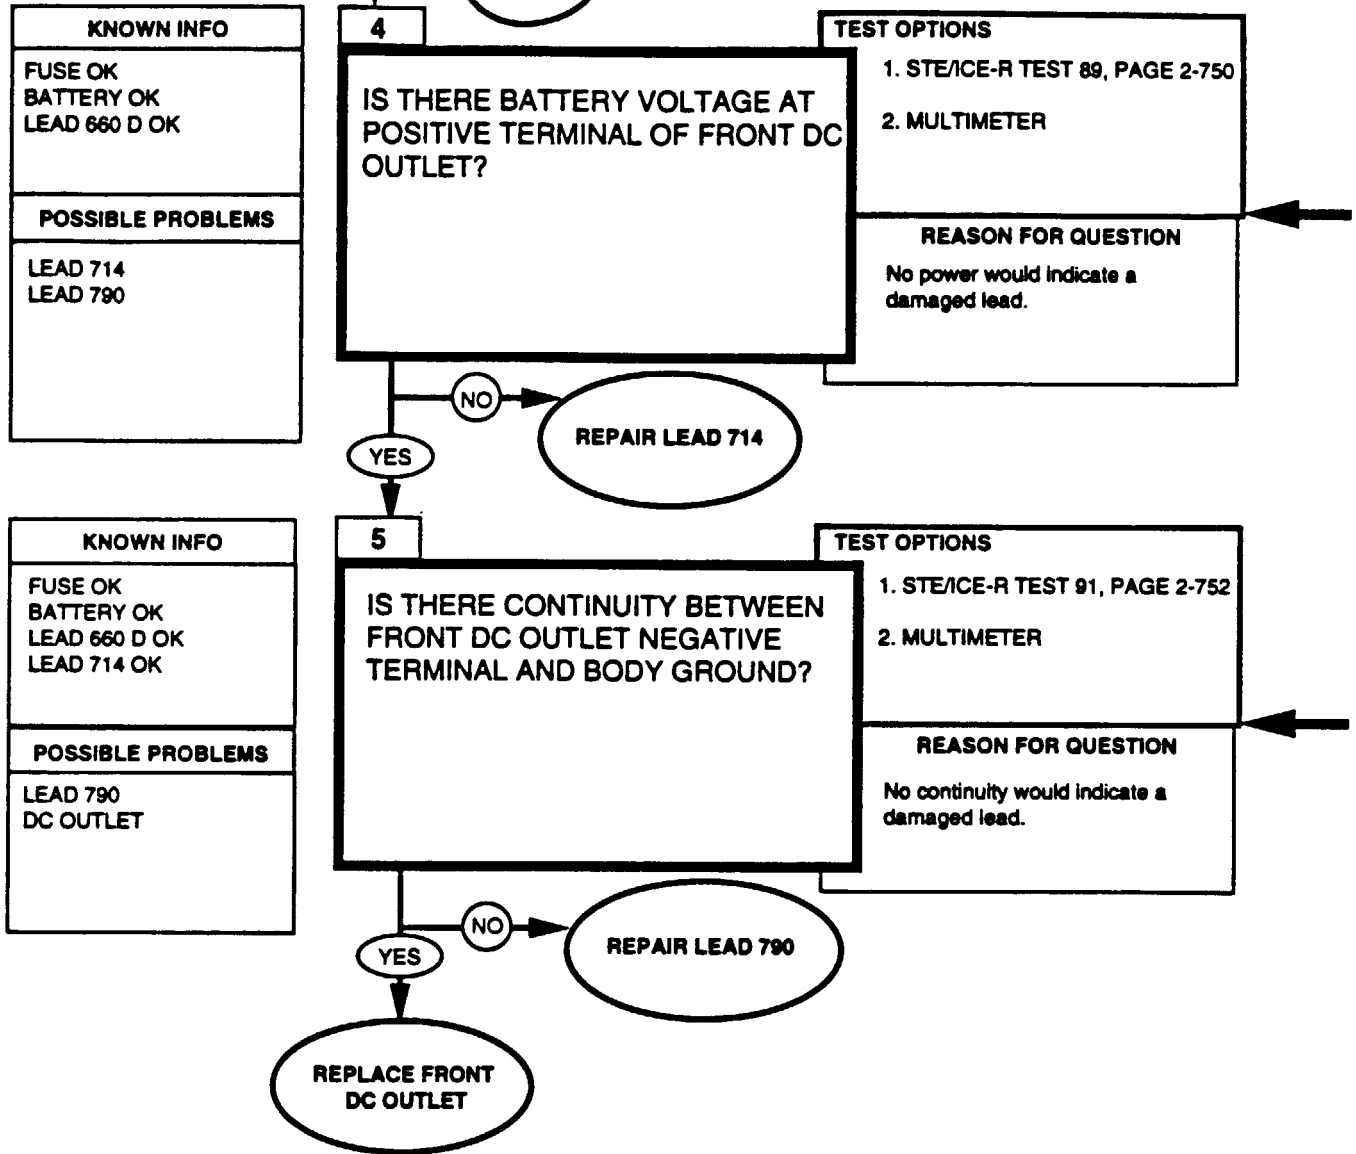 KNOWN INFO
FUSE OK
BATTERY OK
LEAD 660 D OK
POSSIBLE PROBLEMS
LEAD 714
LEAD 790
4
IS THERE BATTERY VOLTAGE AT
POSITIVE TERMINAL OF FRONT DC
OUTLET?
TEST OPTIONS
1. STE/ICE-R TEST 89, PAGE 2-750
2. MULTIMETER
REASON FOR QUESTION
No power would indicate a
damaged lead.
NO
REPAIR LEAD 714
YES
KNOWN INFO
FUSE OK
BATTERY OK
LEAD 660 D OK
LEAD 714 OK
POSSIBLE PROBLEMS
LEAD 790
DC OUTLET
5
IS THERE CONTINUITY BETWEEN
FRONT DC OUTLET NEGATIVE
TERMINAL AND BODY GROUND?
TEST OPTIONS
1. STE/ICE-R TEST 91, PAGE 2-752
2. MULTIMETER
REASON FOR QUESTION
No continuity would indicate a
damaged lead.
NO
REPAIR LEAD 790
YES
REPLACE FRONT
DC OUTLET